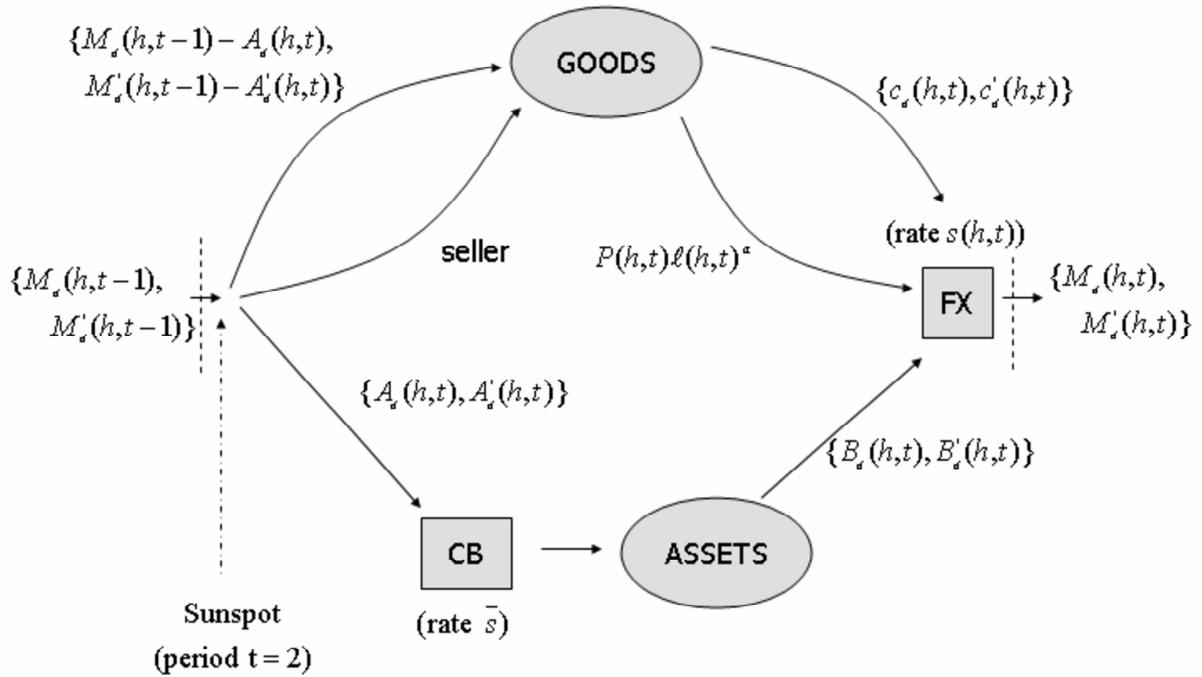 {M_d(h,t−1) − A_d(h,t),
M'_d(h,t−1) − A'_d(h,t)}
GOODS
{c_d(h,t), c'_d(h,t)}
seller
P(h,t)ℓ(h,t)^α
(rate s(h,t))
{M_d(h,t−1),
M'_d(h,t−1)}
FX
{M_d(h,t),
M'_d(h,t)}
{A_d(h,t), A'_d(h,t)}
{B_d(h,t), B'_d(h,t)}
CB
ASSETS
(rate s̄)
Sunspot
(period t = 2)